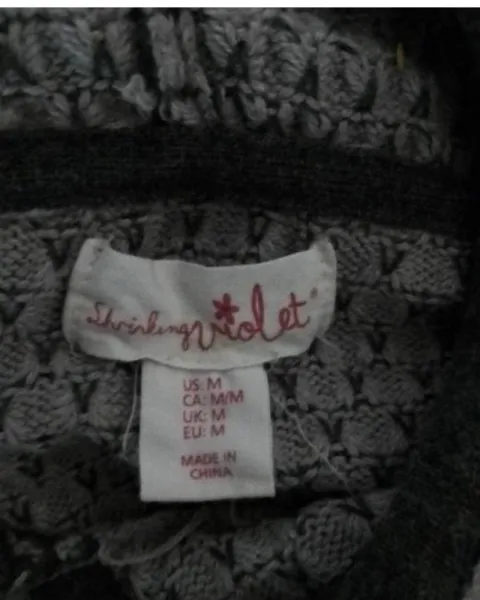 Shrinking violet
US: M
CA: M/M
UK: M
EU: M
MADE IN
CHINA